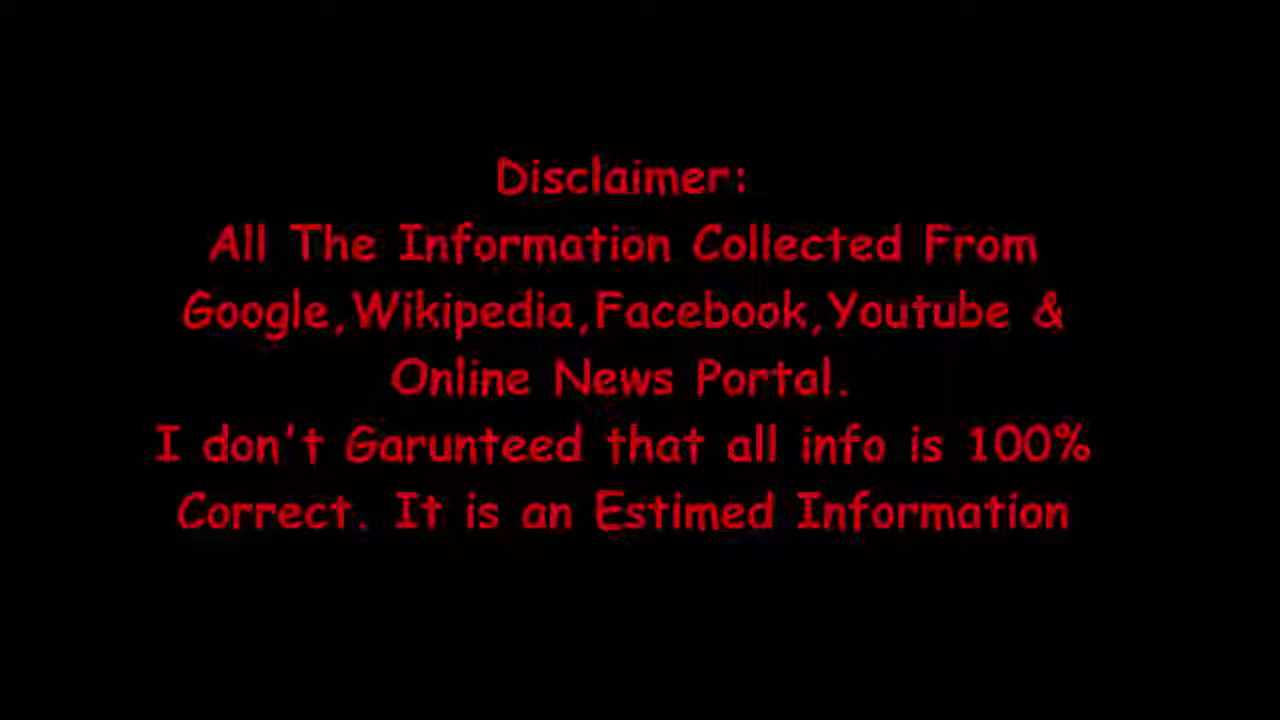 Disclaimer:
All The Information Collected From
Google,Wikipedia,Facebook,Youtube &
Online News Portal.
I don't Garunteed that all info is 100%
Correct. It is an Estimed Information